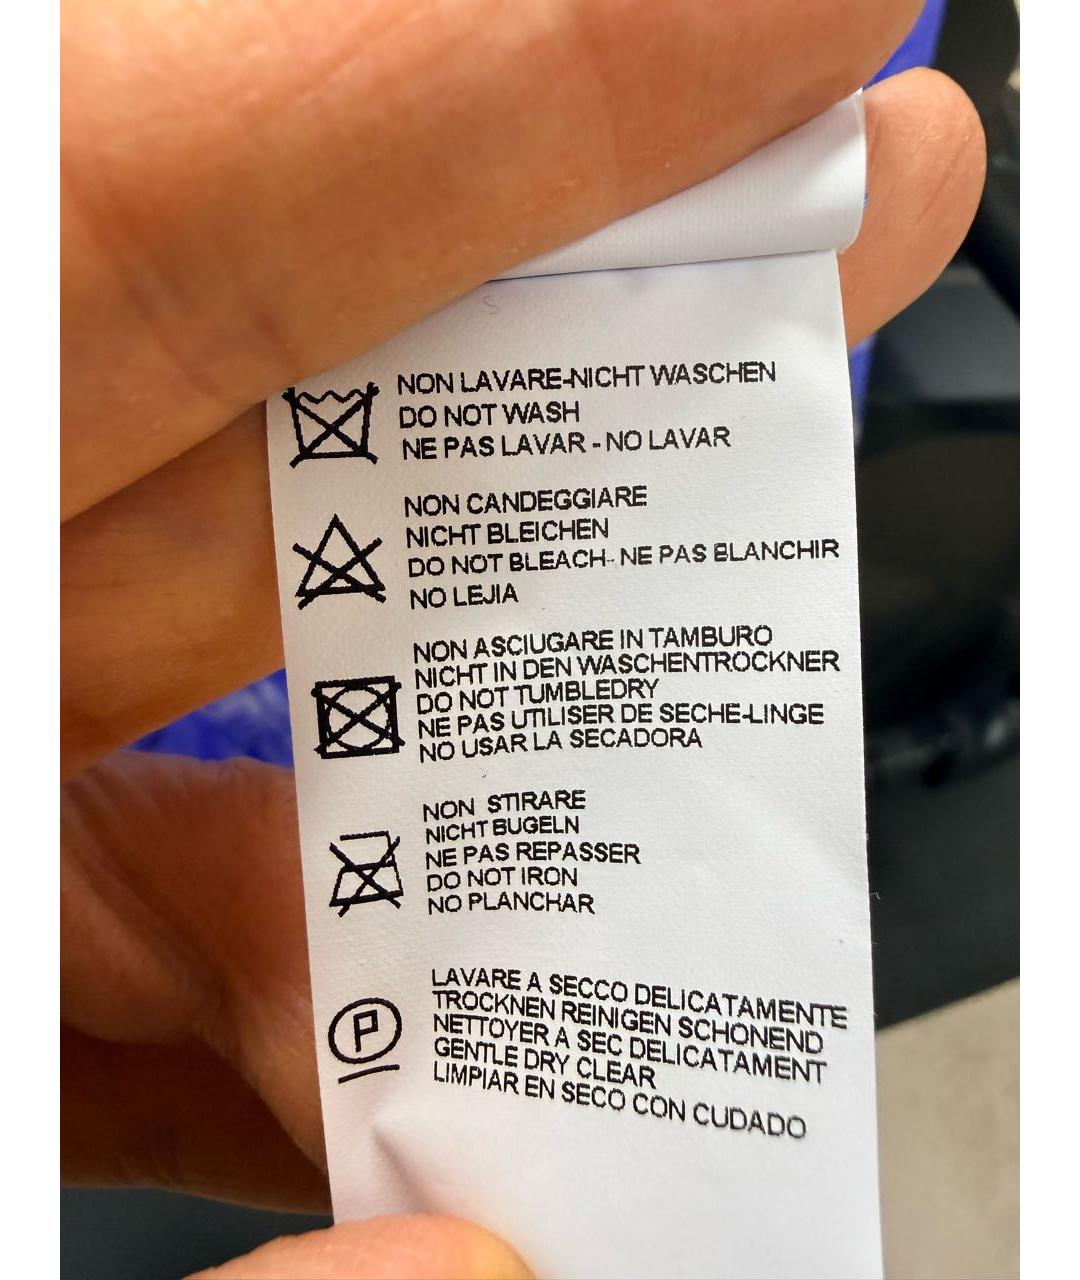 NON LAVARE-NICHT WASCHEN
DO NOT WASH
NE PAS LAVAR - NO LAVAR
NON CANDEGGIARE
NICHT BLEICHEN
DO NOT BLEACH- NE PAS BLANCHIR
NO LEJIA
NON ASCIUGARE IN TAMBURO
NICHT IN DEN WASCHENTROCKNER
DO NOT TUMBLEDRY
NE PAS UTILISER DE SECHE-LINGE
NO USAR LA SECADORA
NON STIRARE
NICHT BUGELN
NE PAS REPASSER
DO NOT IRON
NO PLANCHAR
P
LAVARE A SECCO DELICATAMENTE
TROCKNEN REINIGEN SCHONEND
NETTOYER A SEC DELICATAMENT
GENTLE DRY CLEAR
LIMPIAR EN SECO CON CUDADO